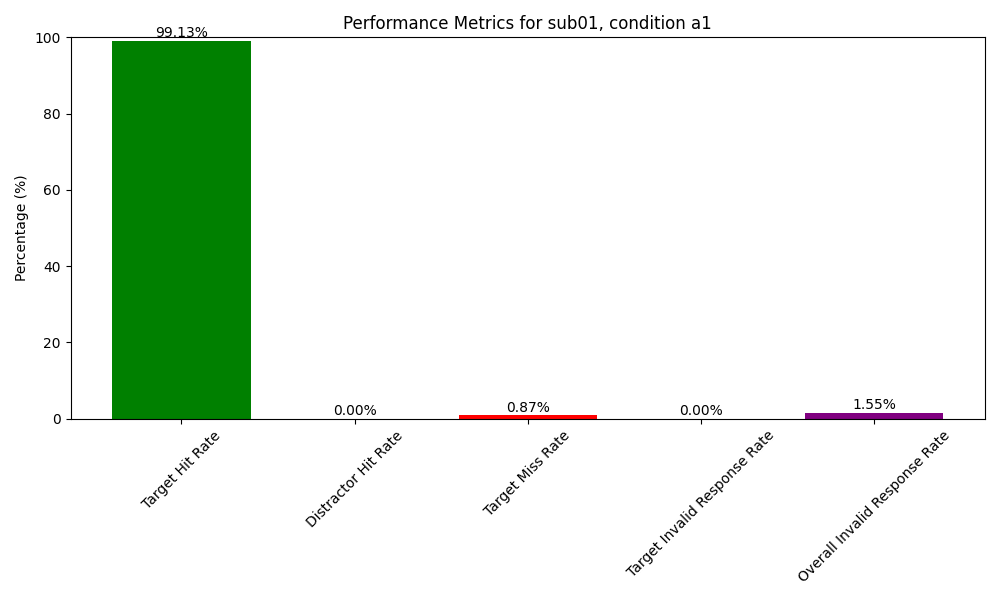 Performance Metrics for sub01, condition a1
Percentage (%)
100
80
60
40
20
0
99.13%
0.00%
0.87%
0.00%
1.55%
Target Hit Rate
Distractor Hit Rate
Target Miss Rate
Target Invalid Response Rate
Overall Invalid Response Rate